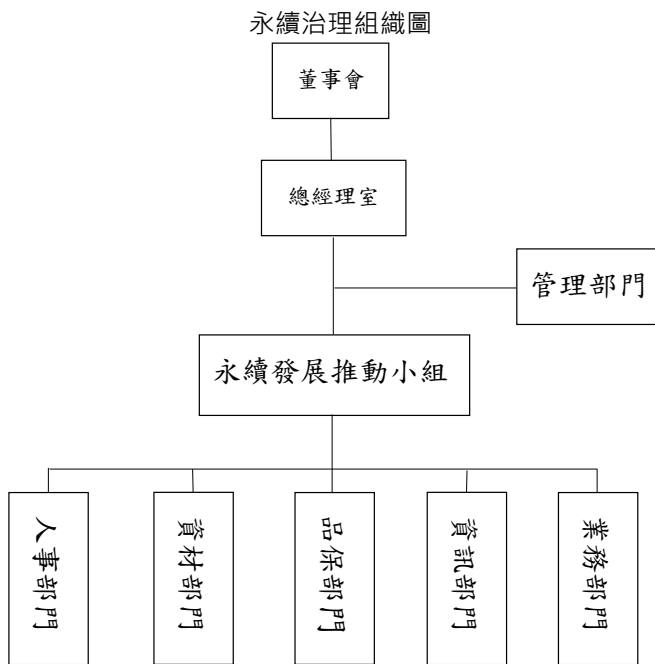 永續治理組織圖
董事會
總經理室
管理部門
永續發展推動小組
人事部門
資材部門
品保部門
資訊部門
業務部門